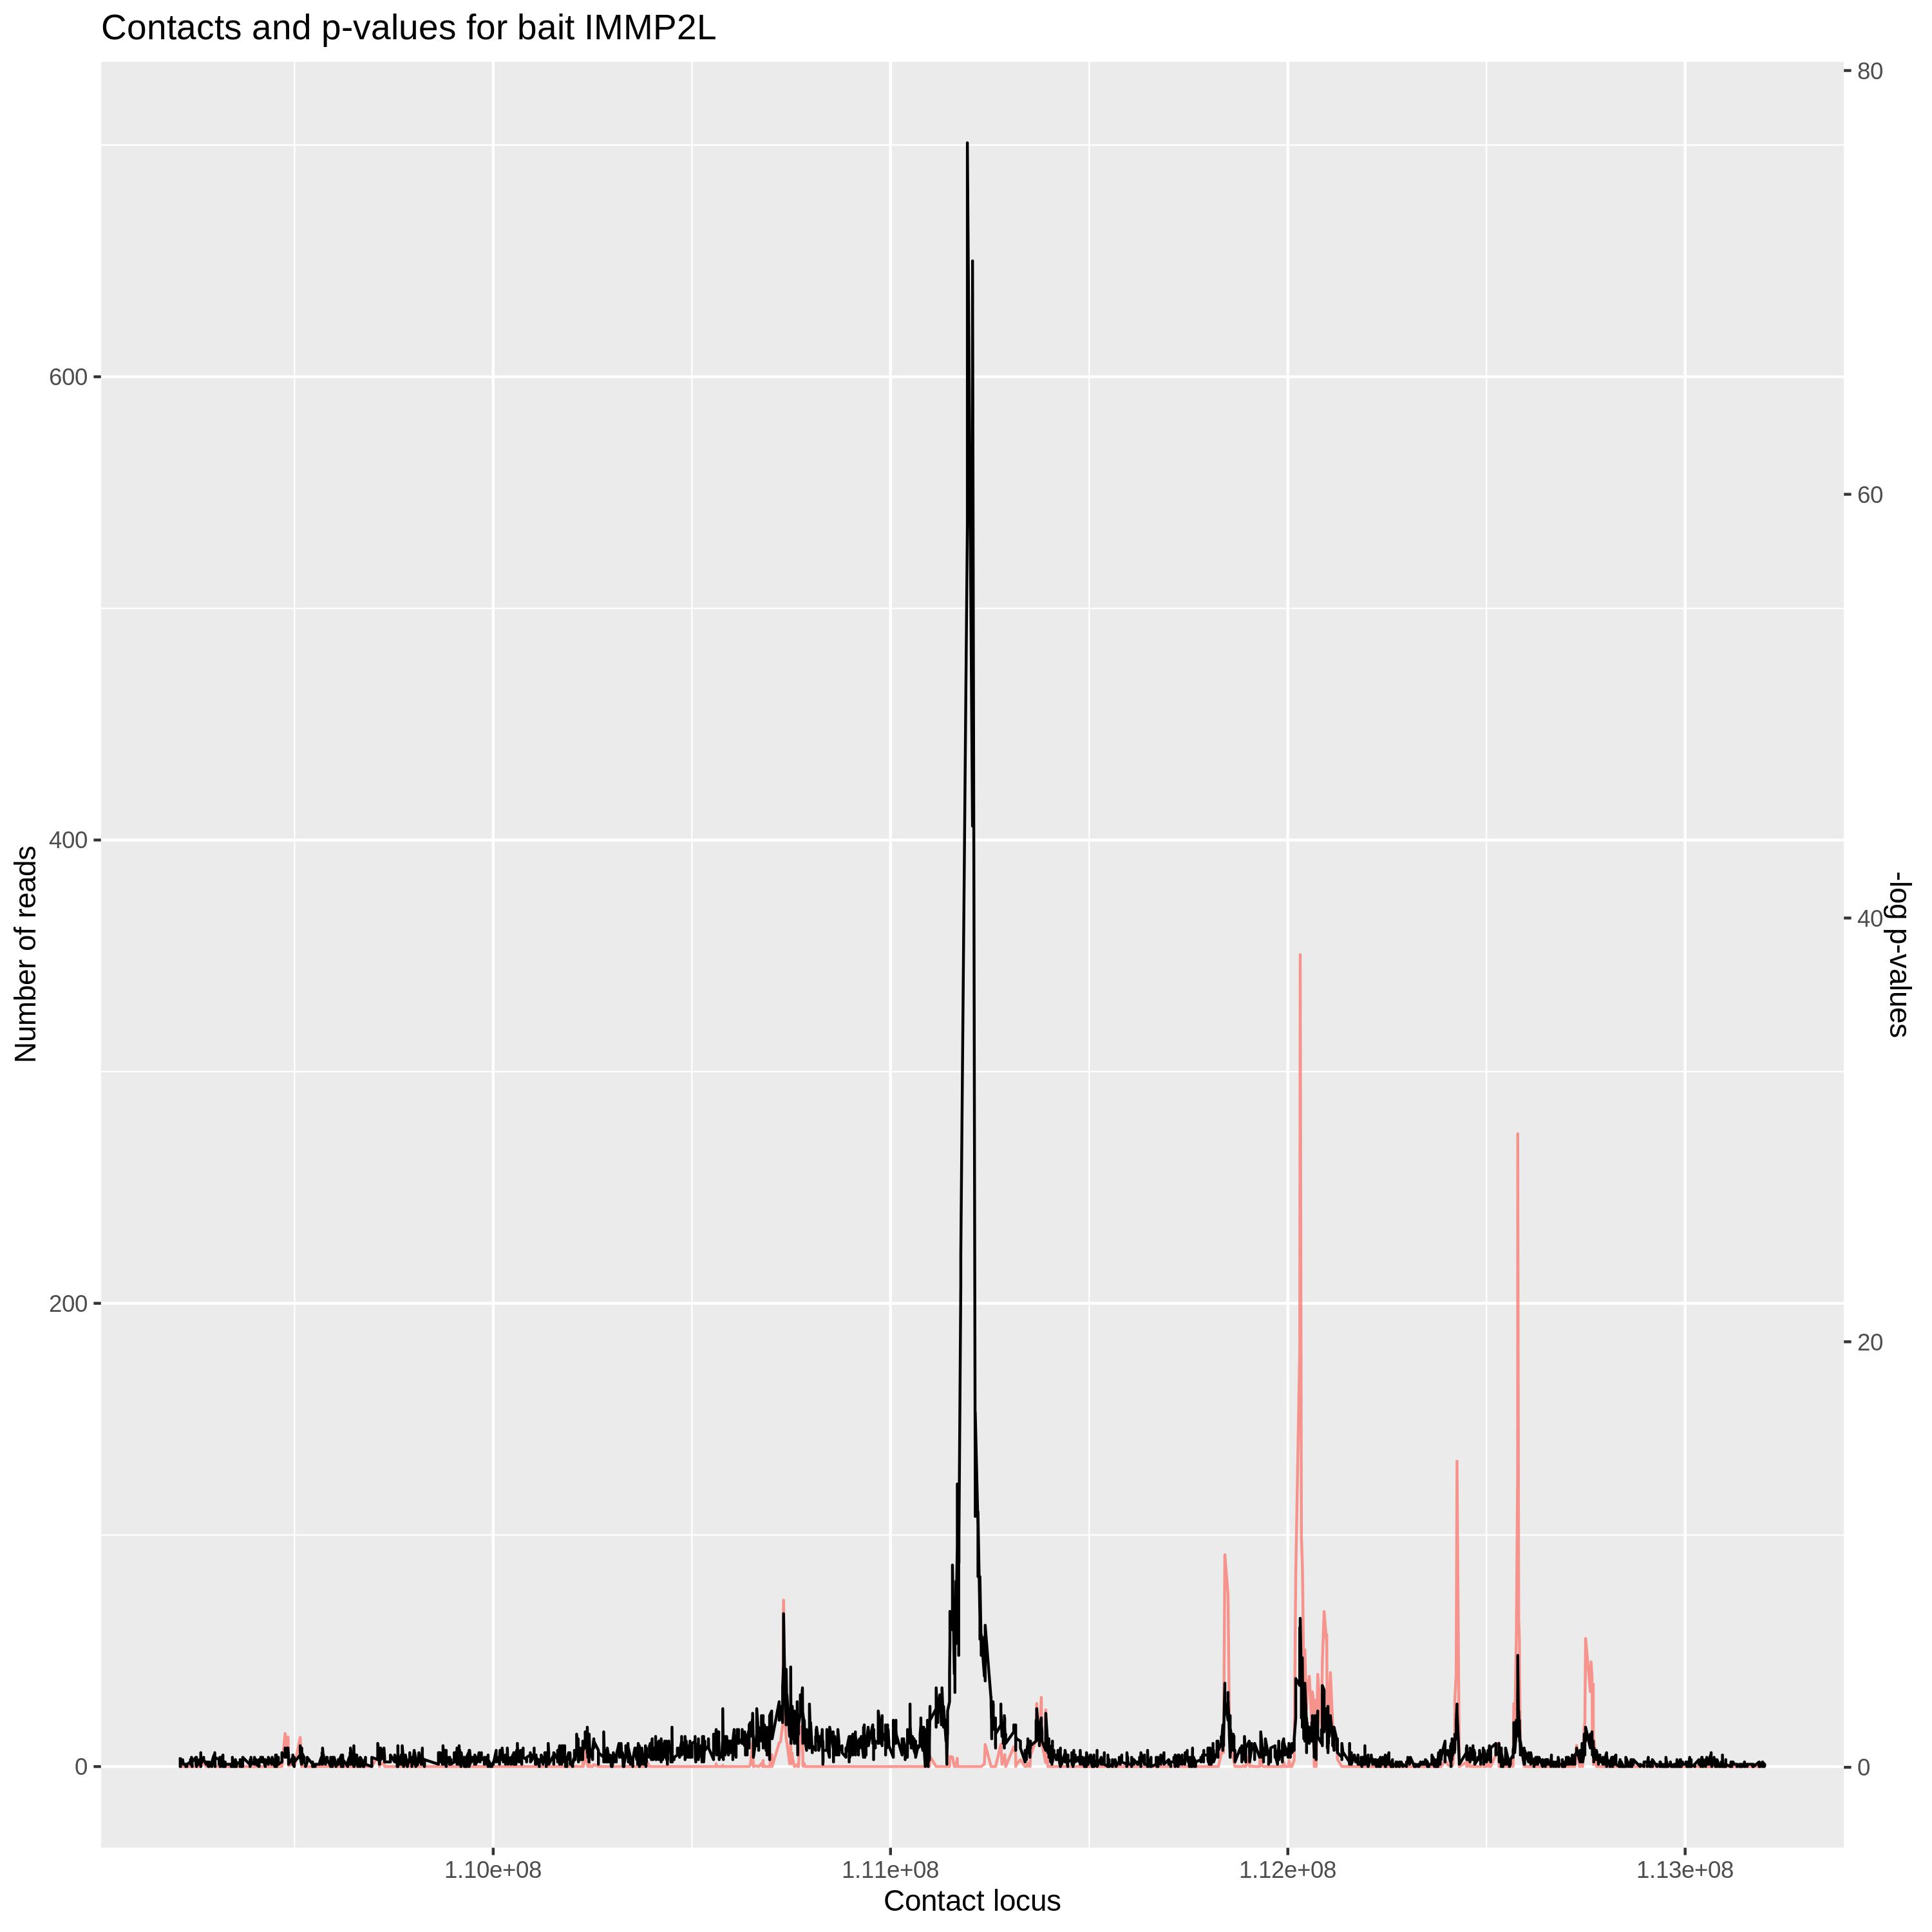 Contacts and p-values for bait IMMP2L
80
600
60
400
40
Number of reads
-log p-values
200
20
0
0
1.10e+08
1.11e+08
1.12e+08
1.13e+08
Contact locus